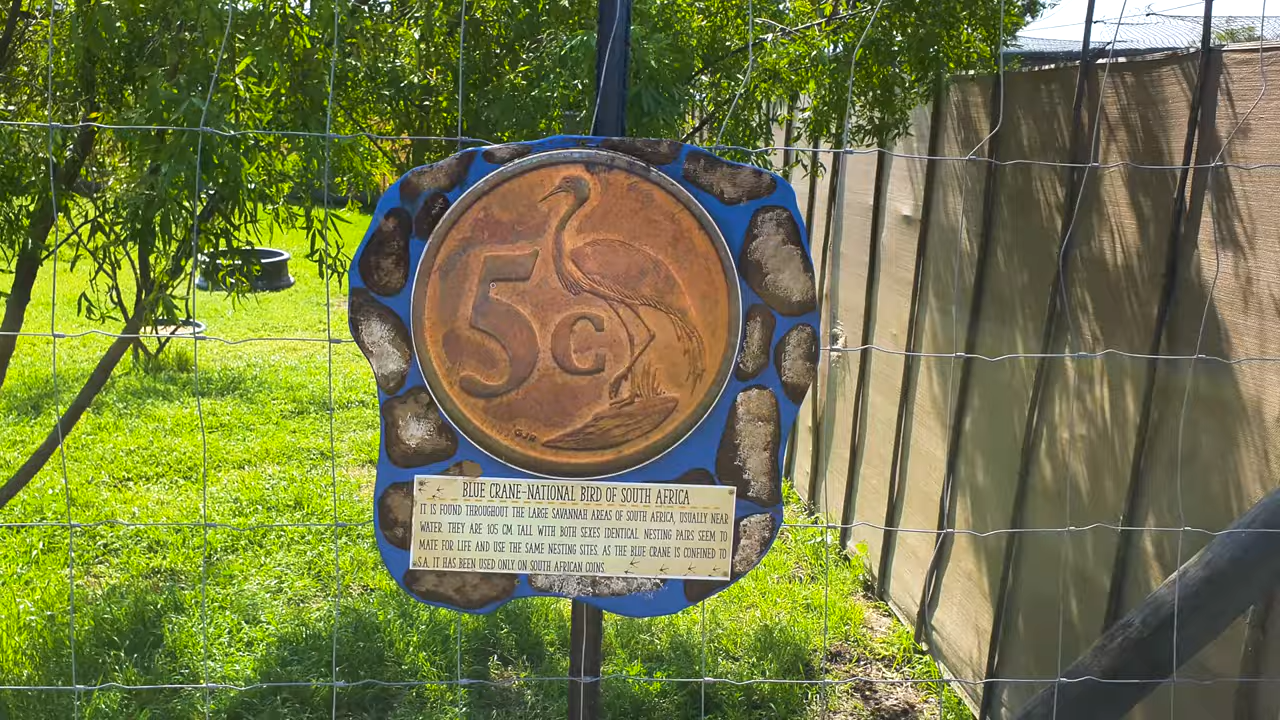 5c
GJR
BLUE CRANE-NATIONAL BIRD OF SOUTH AFRICA
IT IS FOUND THROUGHOUT THE LARGE SAVANNAH AREAS OF SOUTH AFRICA, USUALLY NEAR
WATER. THEY ARE 105 CM TALL WITH BOTH SEXES IDENTICAL. NESTING PAIRS SEEM TO
MATE FOR LIFE AND USE THE SAME NESTING SITES. AS THE BLUE CRANE IS CONFINED TO
S.A. IT HAS BEEN USED ONLY ON SOUTH AFRICAN COINS.